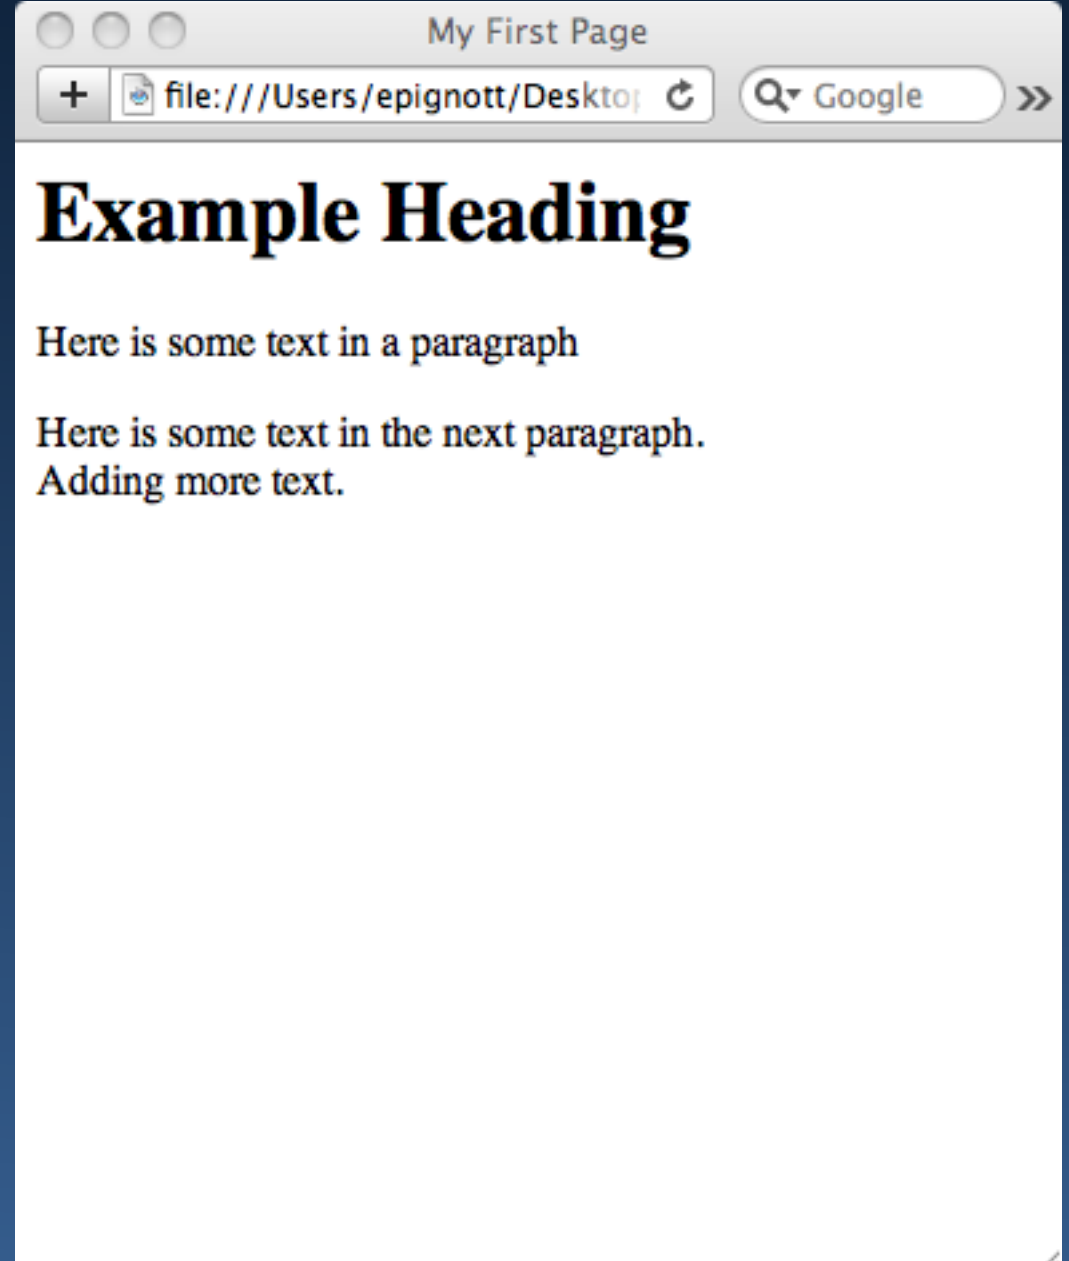 My First Page
+ file:///Users/epignott/Desktop Google »
Example Heading
Here is some text in a paragraph
Here is some text in the next paragraph.
Adding more text.